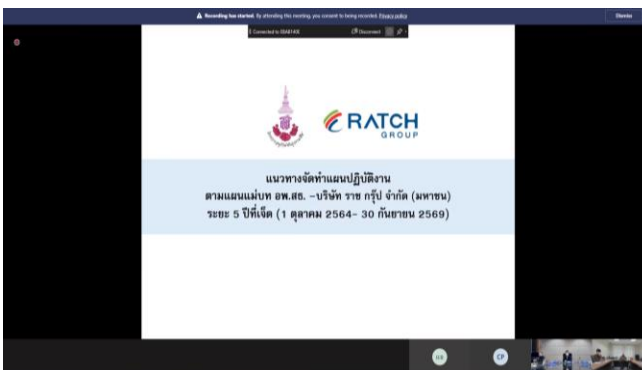 Recording has started. By attending this meeting, you consent to being recorded. Privacy policy
Dismiss
Disconnect
RATCH
GROUP
แนวทางจัดทำแผนปฏิบัติงาน
ตามแผนแม่บท อพ.สธ. –บริษัท ราช กรุ๊ป จำกัด (มหาชน)
ระยะ 5 ปีที่เจ็ด (1 ตุลาคม 2564– 30 กันยายน 2569)
CP